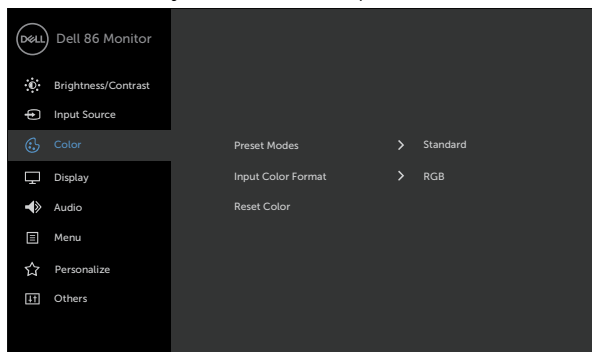 DELL
Dell 86 Monitor
Brightness/Contrast
Input Source
Color
Preset Modes
Standard
Display
Input Color Format
RGB
Audio
Reset Color
Menu
Personalize
Others